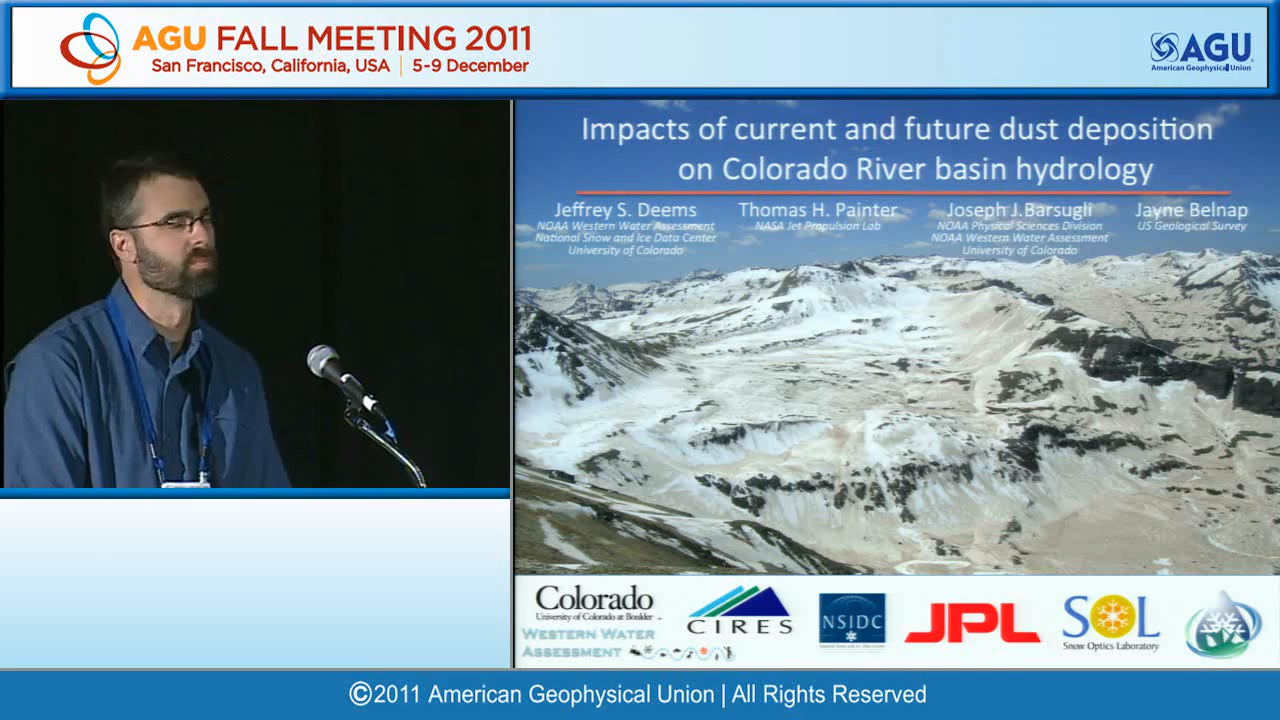 AGU FALL MEETING 2011
San Francisco, California, USA | 5-9 December
AGU
American Geophysical Union
Impacts of current and future dust deposition
on Colorado River basin hydrology
Jeffrey S. Deems
NOAA Western Water Assessment
National Snow and Ice Data Center
University of Colorado
Thomas H. Painter
NASA Jet Propulsion Lab
Joseph J.Barsugli
NOAA Physical Sciences Division
NOAA Western Water Assessment
University of Colorado
Jayne Belnap
US Geological Survey
Colorado
University of Colorado at Boulder
WESTERN WATER
ASSESSMENT
CIRES
NSIDC
JPL
SOL
Snow Optics Laboratory
©2011 American Geophysical Union | All Rights Reserved